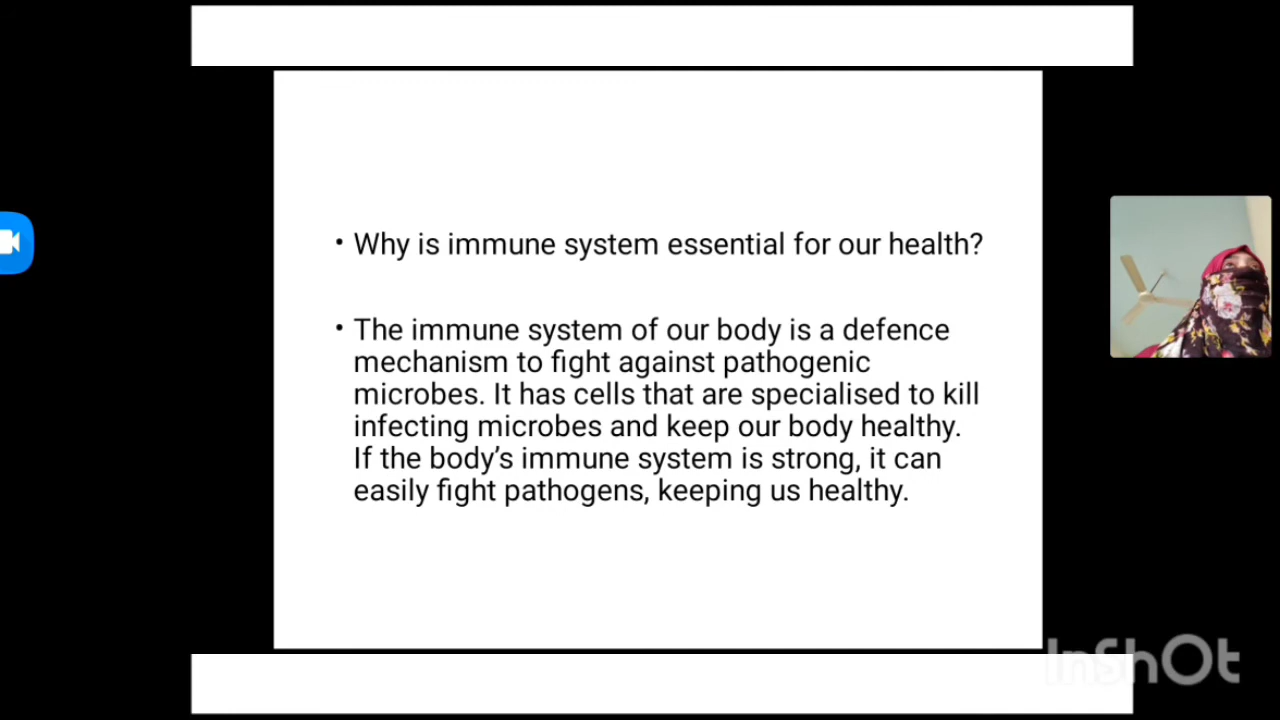 • Why is immune system essential for our health?
• The immune system of our body is a defence
mechanism to fight against pathogenic
microbes. It has cells that are specialised to kill
infecting microbes and keep our body healthy.
If the body’s immune system is strong, it can
easily fight pathogens, keeping us healthy.
InShOt